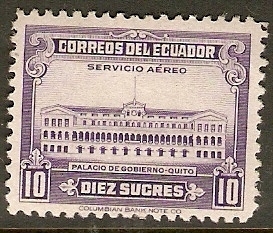 CORREOS DEL ECUADOR
SERVICIO AÉREO
PALACIO DE GOBIERNO-QUITO
10 DIEZ SUCRES 10
COLUMBIAN BANK NOTE CO.